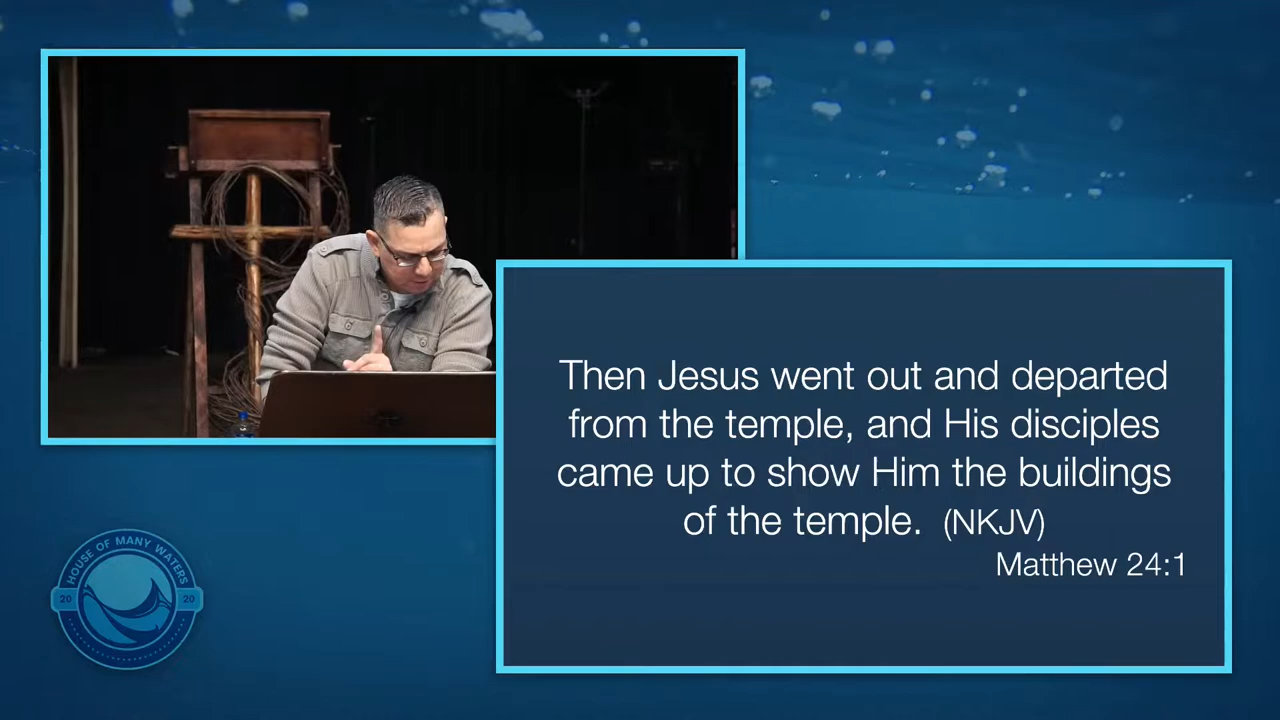 Then Jesus went out and departed
from the temple, and His disciples
came up to show Him the buildings
of the temple. (NKJV)
Matthew 24:1
HOUSE OF MANY WATERS
20 20